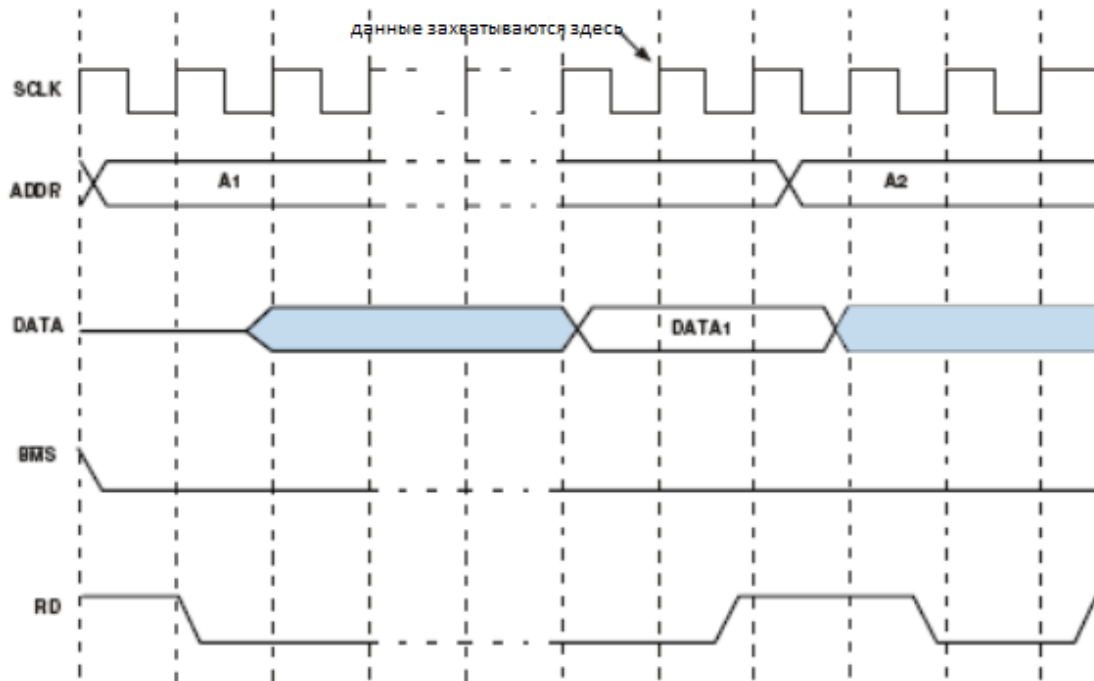 данные захватываются здесь
SCLK
ADDR
A1
A2
DATA
DATA1
BMS
RD